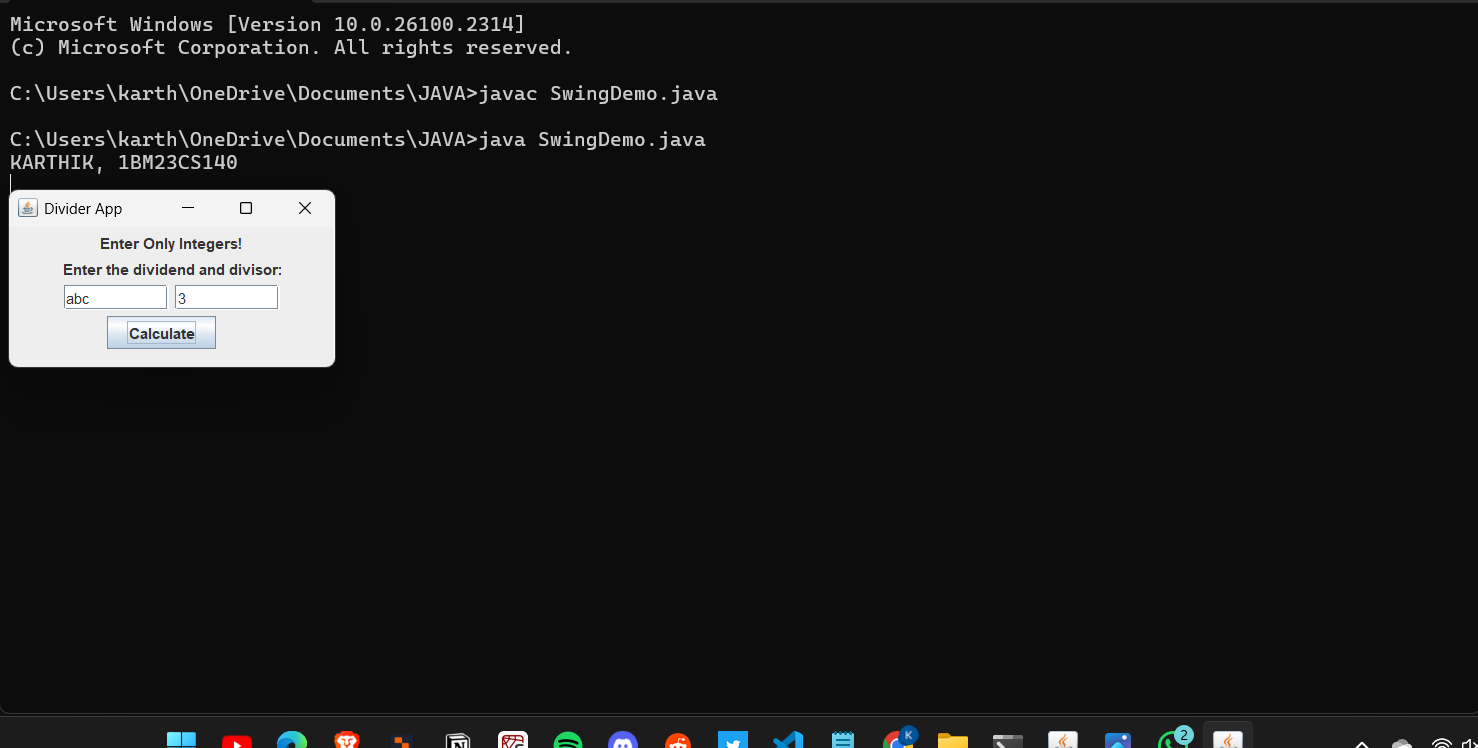 Microsoft Windows [Version 10.0.26100.2314]
(c) Microsoft Corporation. All rights reserved.
C:\Users\karth\OneDrive\Documents\JAVA>javac SwingDemo.java
C:\Users\karth\OneDrive\Documents\JAVA>java SwingDemo.java
KARTHIK, 1BM23CS140
Divider App
Enter Only Integers!
Enter the dividend and divisor:
abc 3
Calculate
K 2